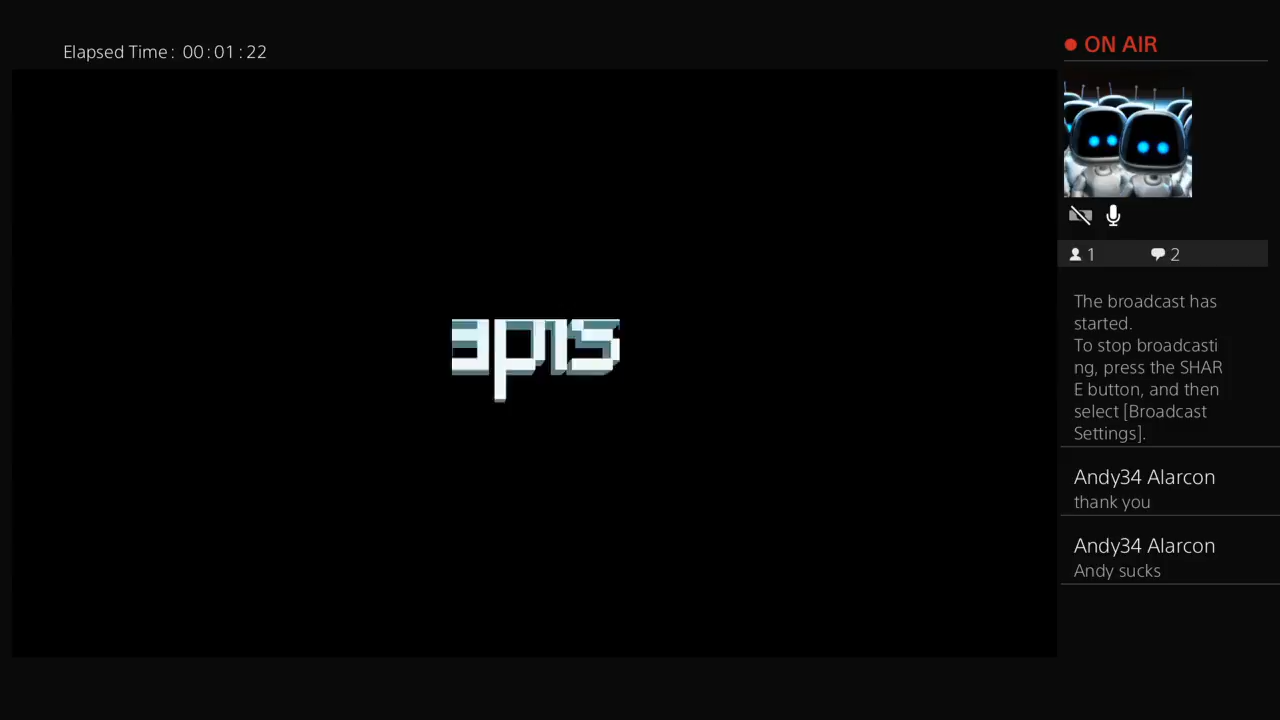 Elapsed Time: 00:01:22
ON AIR
1 2
The broadcast has
started.
To stop broadcasti
ng, press the SHAR
E button, and then
select [Broadcast
Settings].
Andy34 Alarcon
thank you
Andy34 Alarcon
Andy sucks